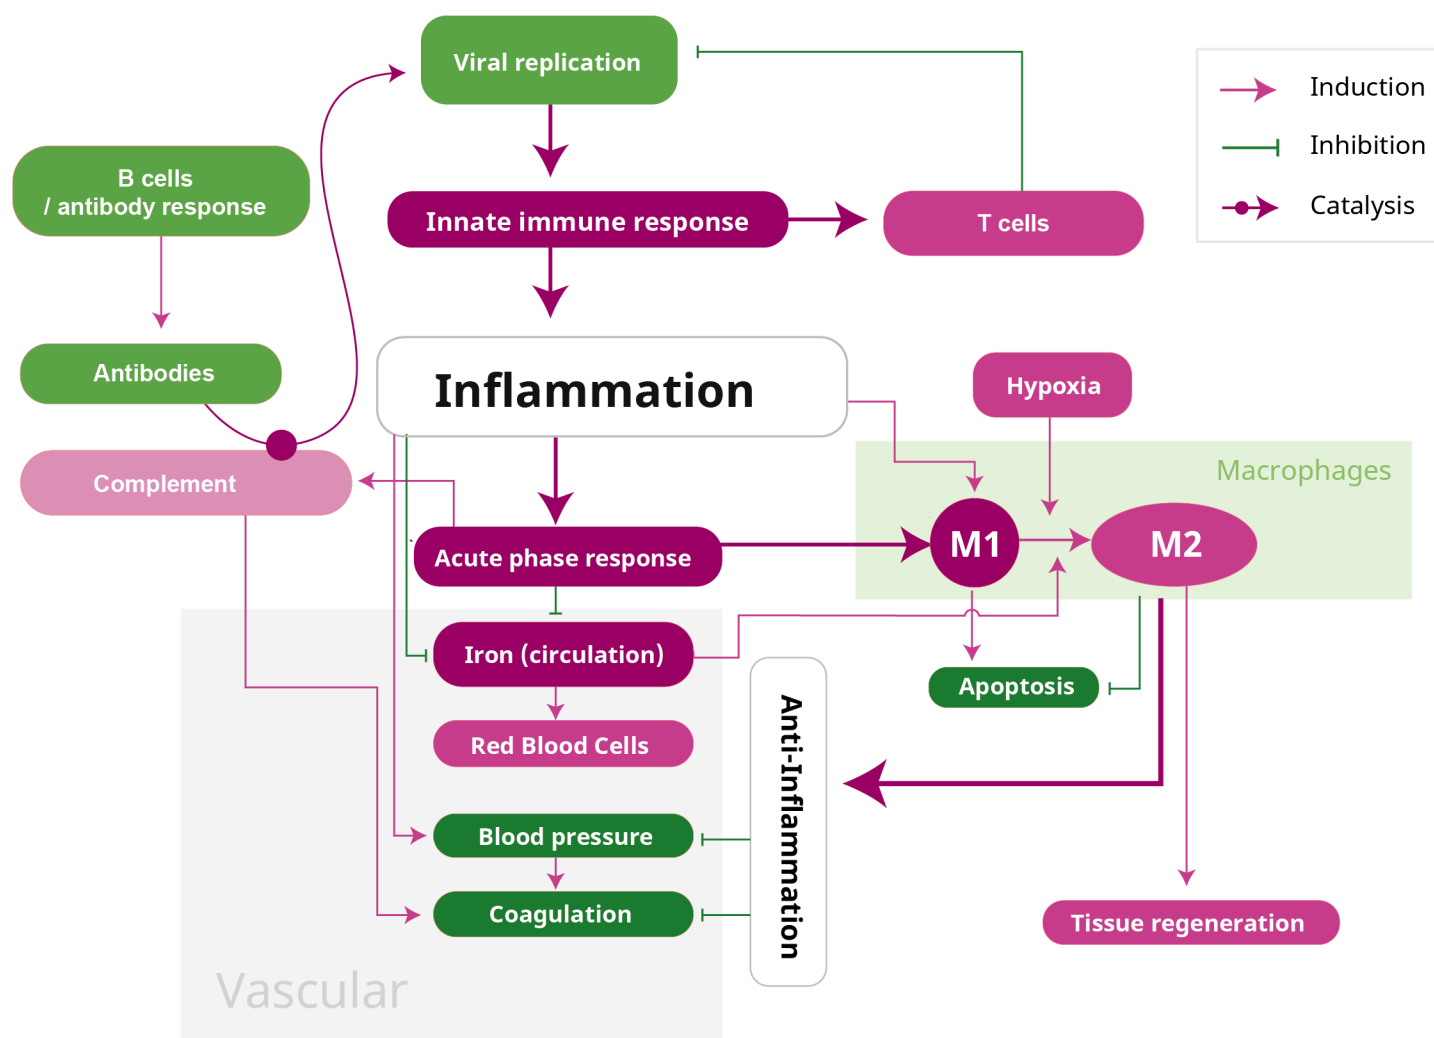 Viral replication
Induction
Inhibition
Catalysis
B cells
/ antibody response
Innate immune response
T cells
Antibodies
Inflammation
Hypoxia
Macrophages
Complement
Acute phase response
M1
M2
Iron (circulation)
Apoptosis
Red Blood Cells
Anti-Inflammation
Blood pressure
Coagulation
Tissue regeneration
Vascular